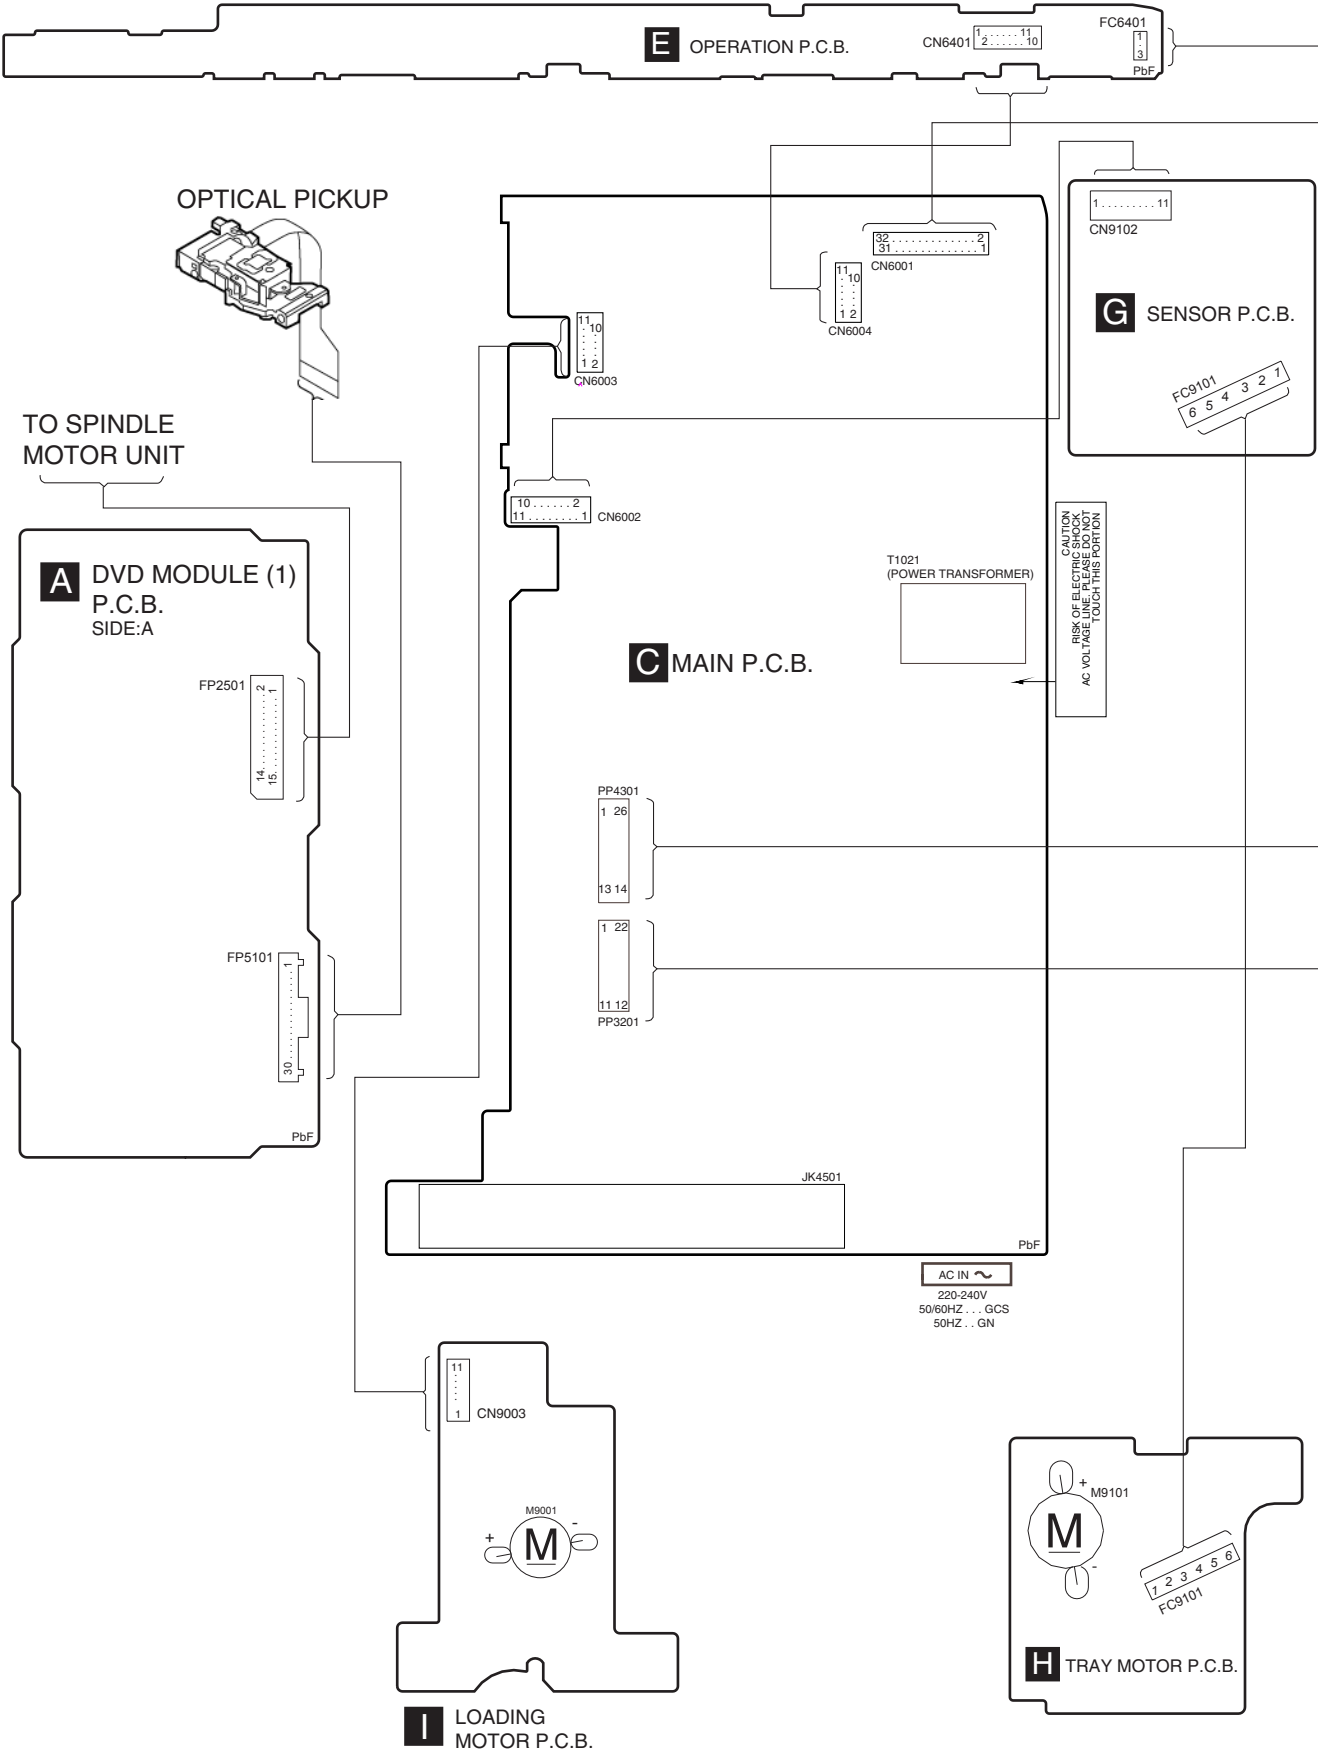 E OPERATION P.C.B.
CN6401
1 . . . . . 11
2 . . . . . . 10
FC6401
1
3
PbF
OPTICAL PICKUP
32 . . . . . . . . . . . . 2
31 . . . . . . . . . . . . 1
CN6001
11
10
1 2
CN6004
11
10
1 2
CN6003
1 . . . . . . . . . 11
CN9102
G SENSOR P.C.B.
FC9101
6 5 4 3 2 1
TO SPINDLE
MOTOR UNIT
10 . . . . . . 2
11 . . . . . . . . 1
CN6002
A DVD MODULE (1)
P.C.B.
SIDE:A
T1021
(POWER TRANSFORMER)
CAUTION
RISK OF ELECTRIC SHOCK
AC VOLTAGE LINE. PLEASE DO NOT
TOUCH THIS PORTION
C MAIN P.C.B.
FP2501
2
1
14
15
PP4301
1 26
13 14
1 22
11 12
PP3201
FP5101
1
30
PbF
JK4501
PbF
AC IN ~
220-240V
50/60HZ . . . GCS
50HZ . . GN
11
1
CN9003
M9001
+
-
M
I LOADING
MOTOR P.C.B.
+
M9101
M
-
1 2 3 4 5 6
FC9101
H TRAY MOTOR P.C.B.